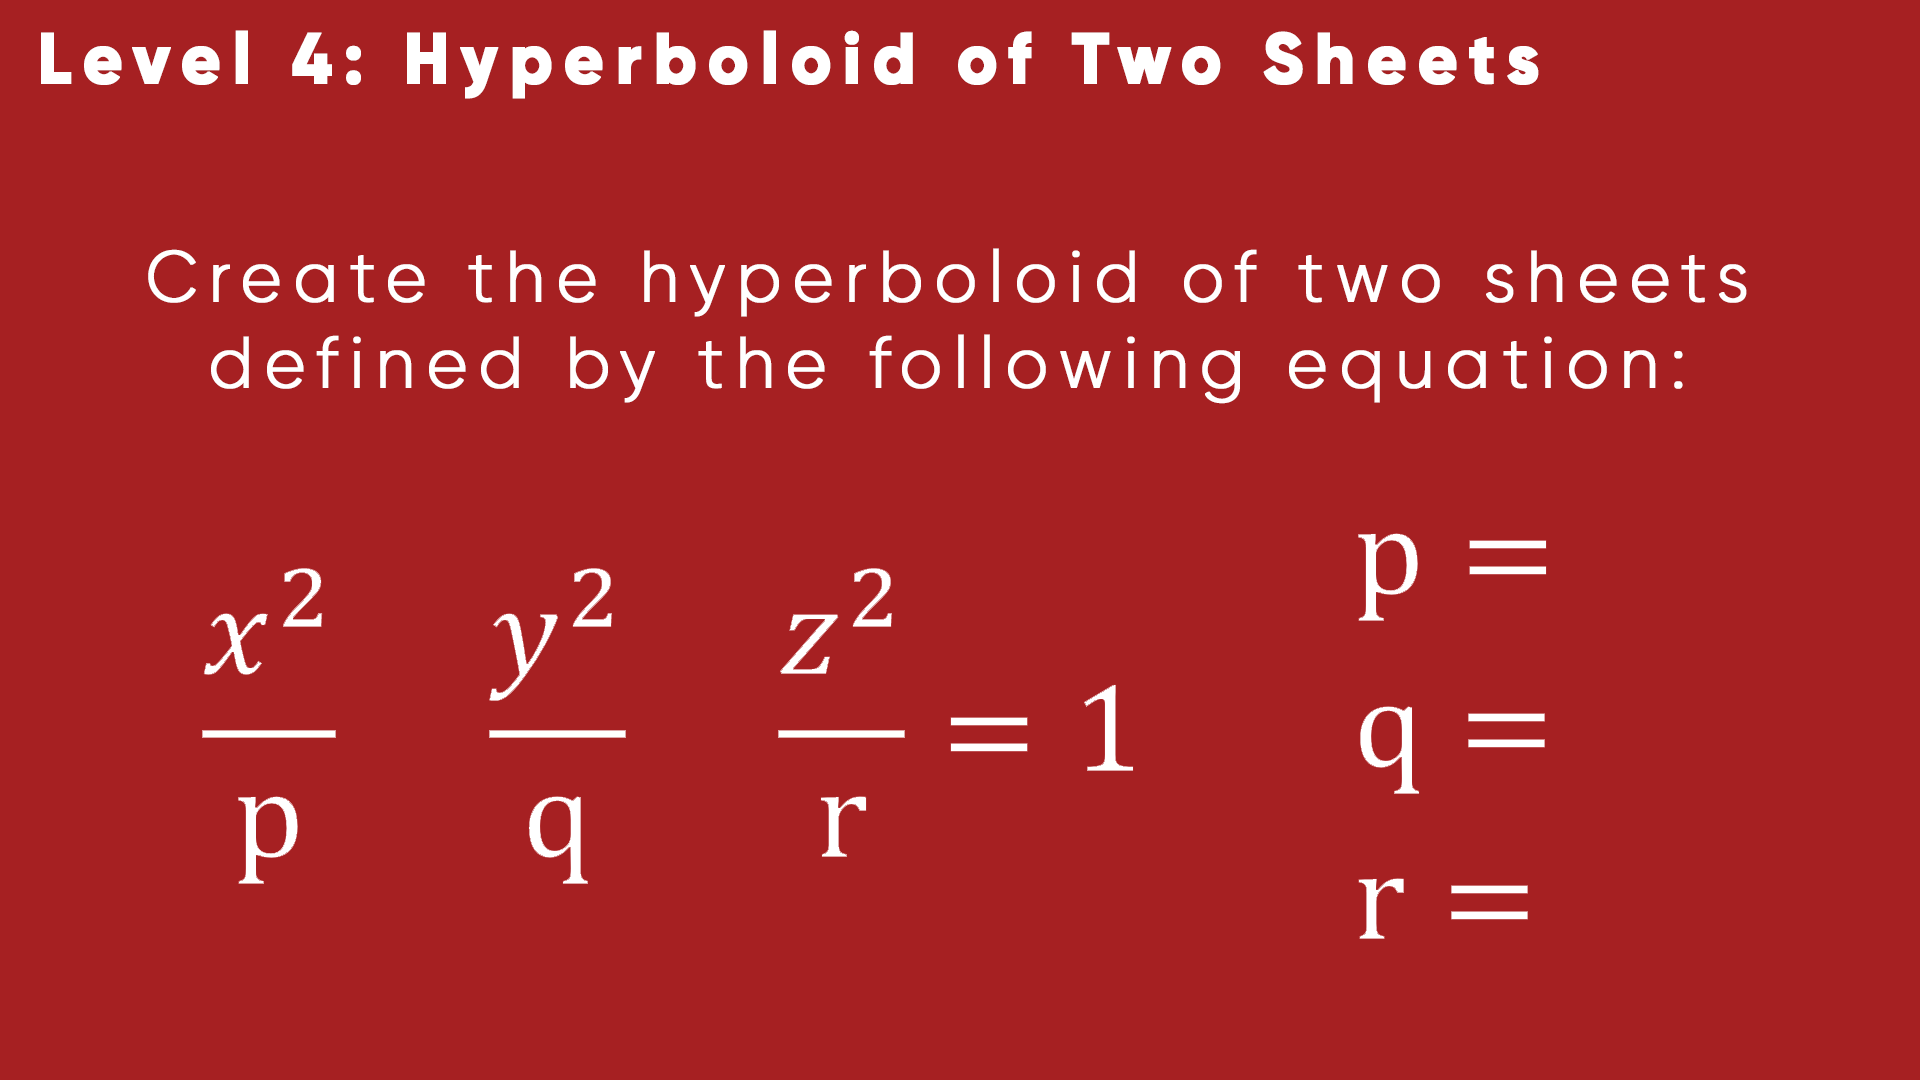 Level 4: Hyperboloid of Two Sheets
Create the hyperboloid of two sheets
defined by the following equation:
x²/p y²/q z²/r = 1
p =
q =
r =